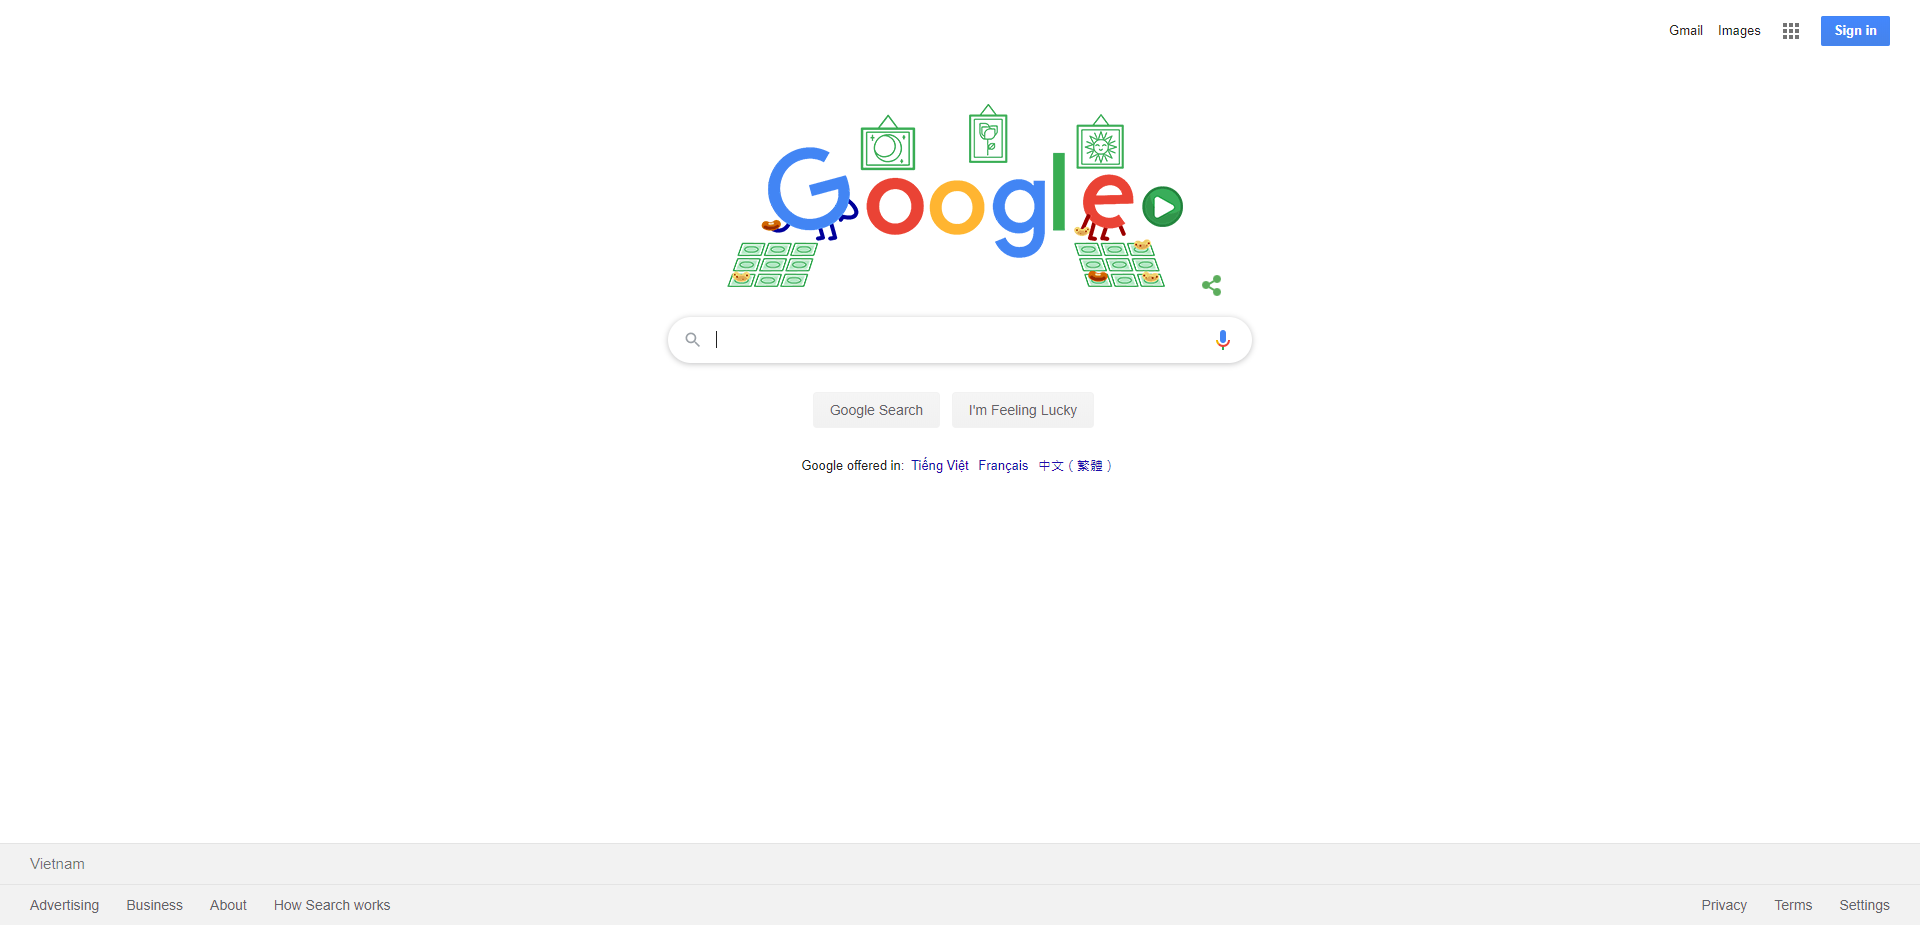 Gmail Images Sign in
Google
Google Search I'm Feeling Lucky
Google offered in: Tiếng Việt Français 中文（繁體）
Vietnam
Advertising Business About How Search works Privacy Terms Settings